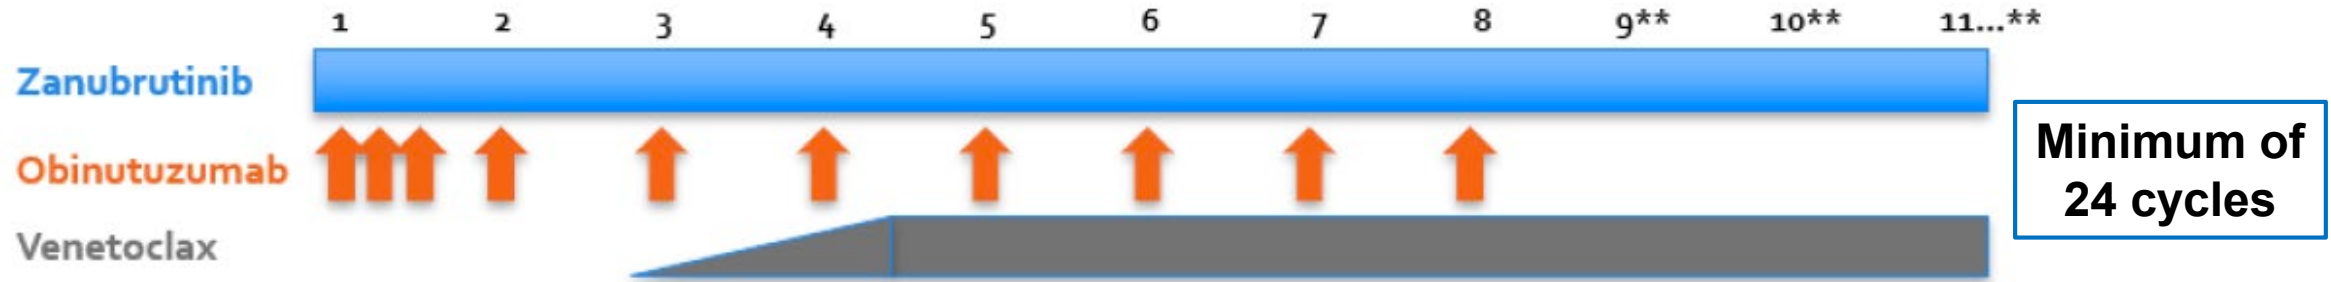 1 2 3 4 5 6 7 8 9** 10** 11...**
Zanubrutinib
Obinutuzumab
Venetoclax
Minimum of
24 cycles